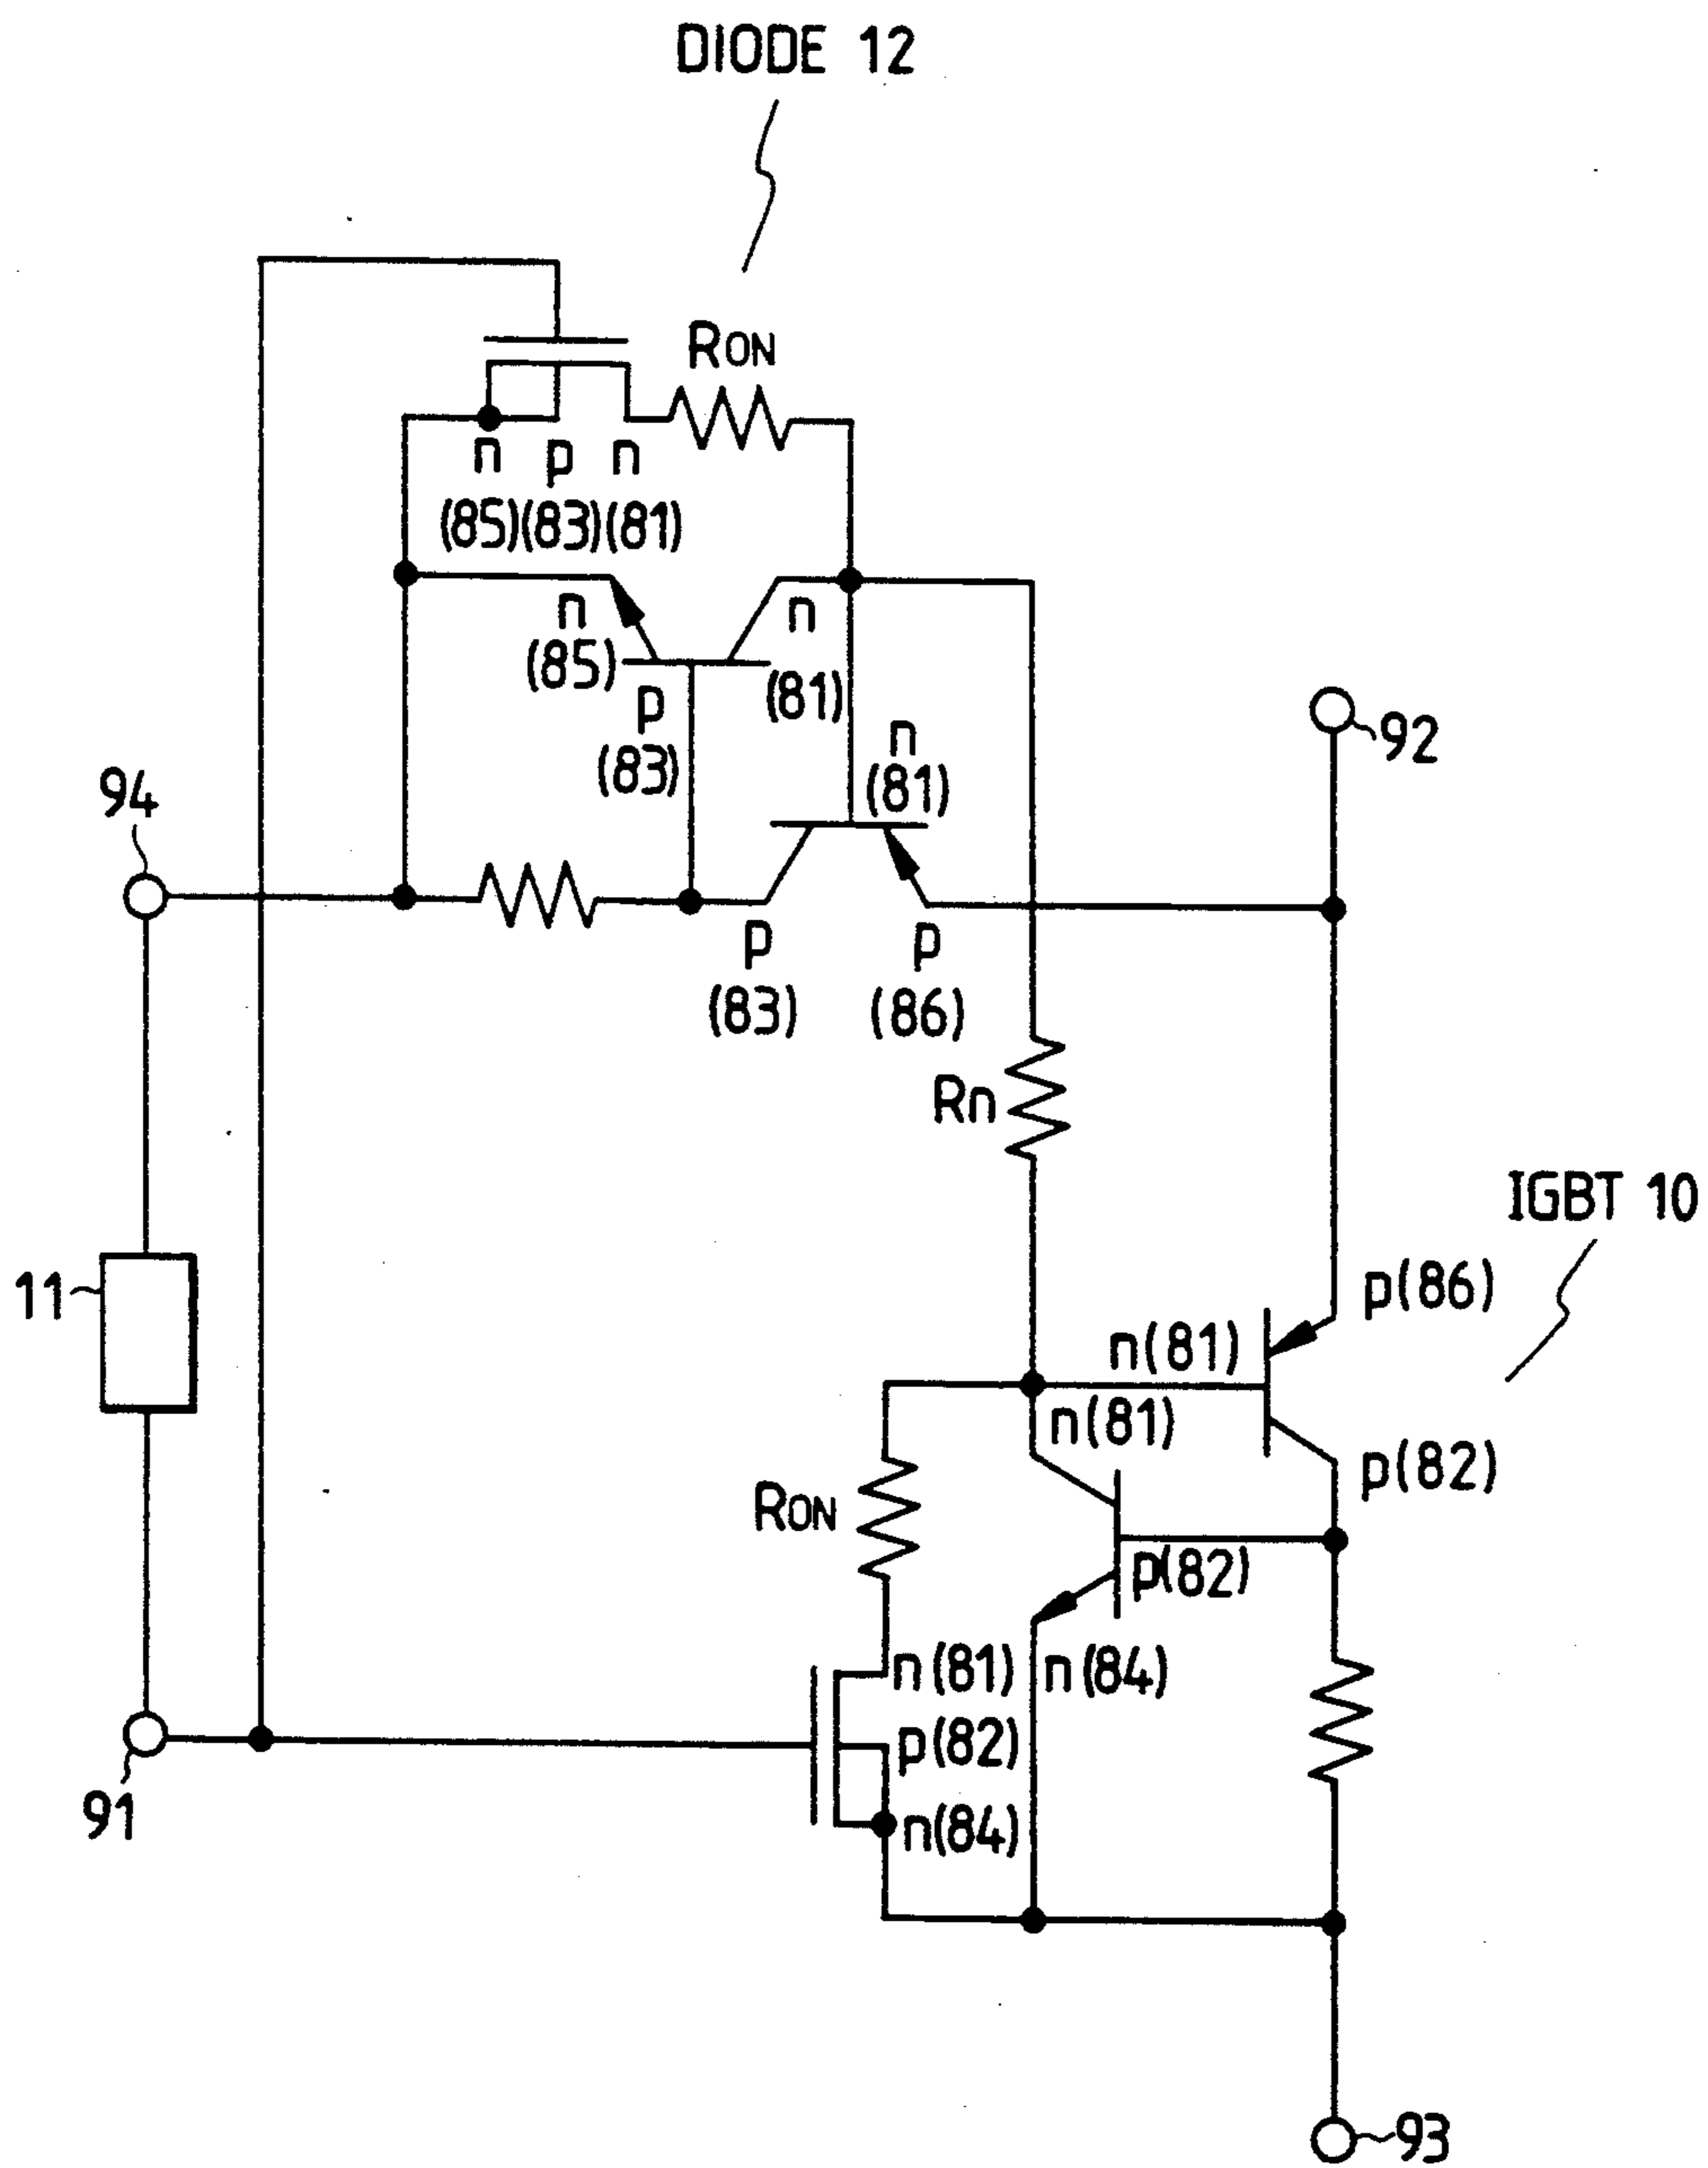 DIODE 12
RON
n p n
(85)(83)(81)
n
(85)
n
(81)
p
(83)
n
(81)
92
94
p
(83)
p
(86)
Rn
IGBT 10
11
p(86)
n(81)
n(81)
p(82)
RON
p(82)
n(81)
n(84)
p(82)
91
n(84)
93